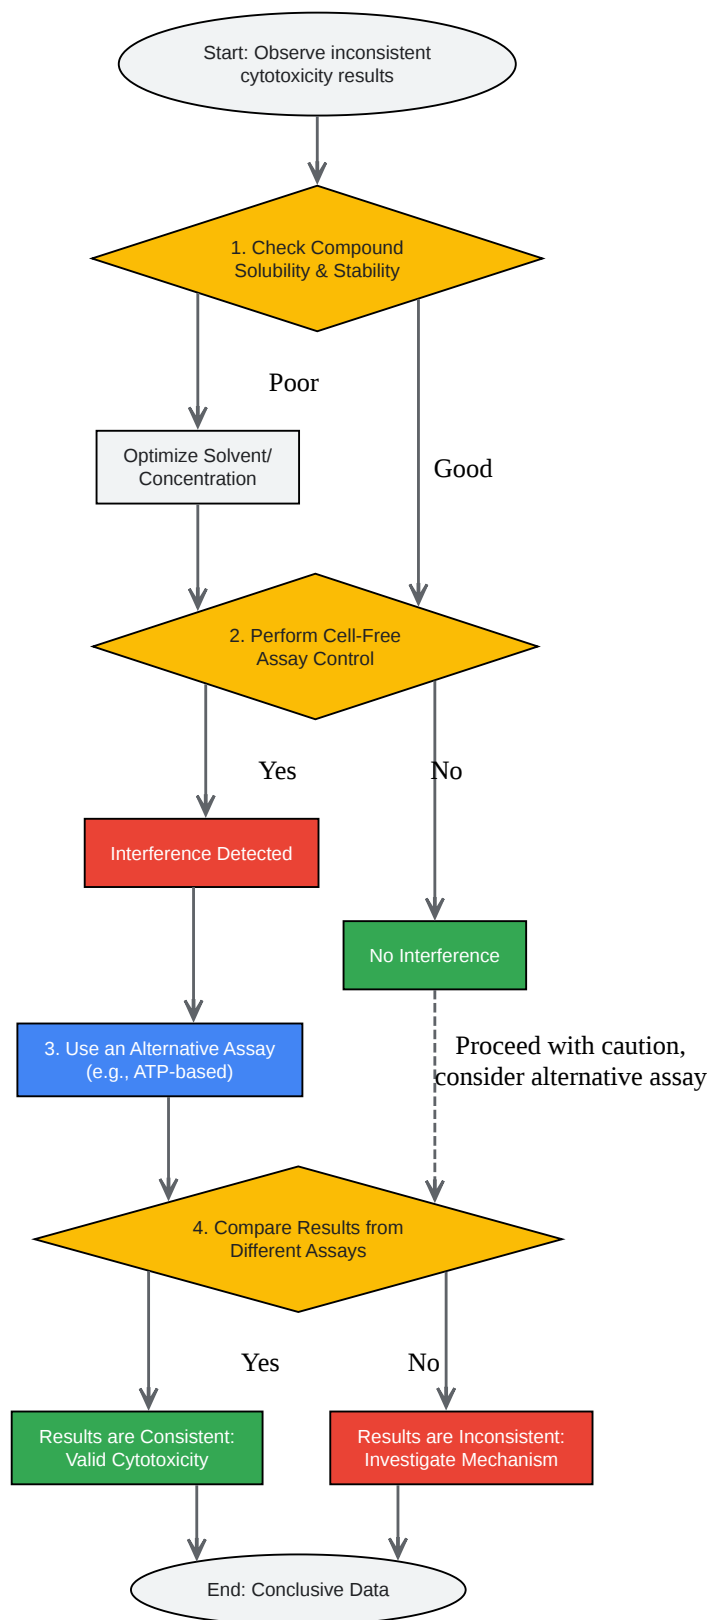 Start: Observe inconsistent
cytotoxicity results
1. Check Compound
Solubility & Stability
Poor
Optimize Solvent/
Concentration
Good
2. Perform Cell-Free
Assay Control
Yes
No
Interference Detected
No Interference
3. Use an Alternative Assay
(e.g., ATP-based)
Proceed with caution,
consider alternative assay
4. Compare Results from
Different Assays
Yes
No
Results are Consistent:
Valid Cytotoxicity
Results are Inconsistent:
Investigate Mechanism
End: Conclusive Data